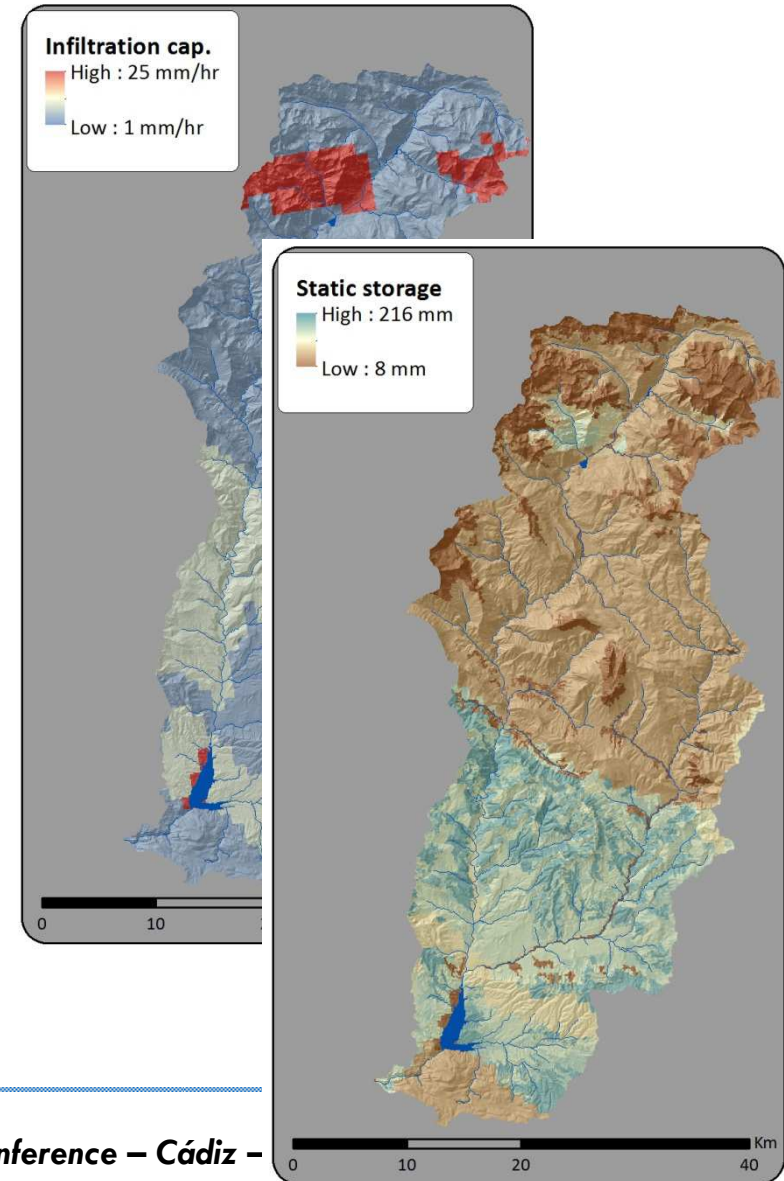 Infiltration cap.
High : 25 mm/hr
Low : 1 mm/hr
0 10
Static storage
High : 216 mm
Low : 8 mm
Km
0 10 20 40
– Cádiz –